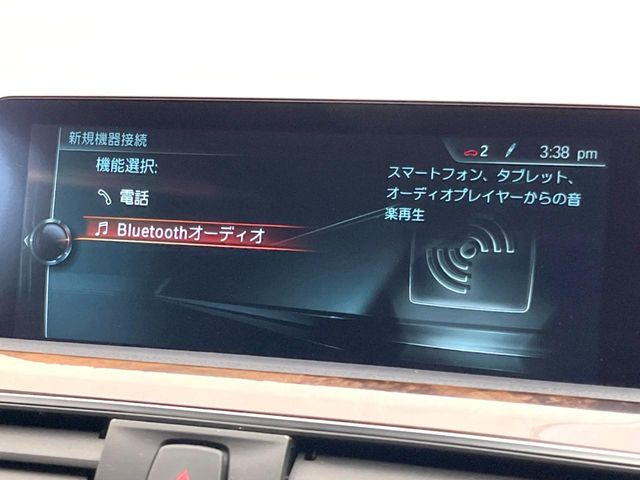 新規機器接続
2 3:38 pm
機能選択:
電話
Bluetoothオーディオ
スマートフォン、タブレット、
オーディオプレイヤーからの音
楽再生